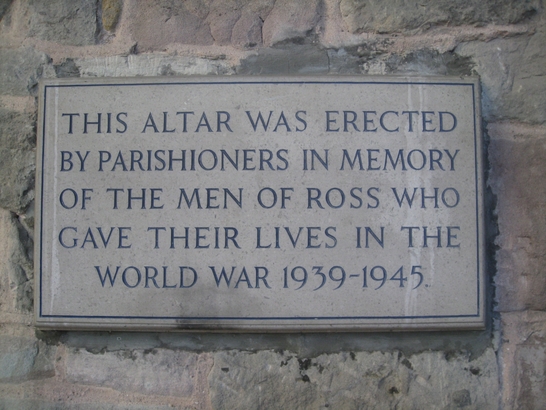 THIS ALTAR WAS ERECTED
BY PARISHIONERS IN MEMORY
OF THE MEN OF ROSS WHO
GAVE THEIR LIVES IN THE
WORLD WAR 1939-1945.